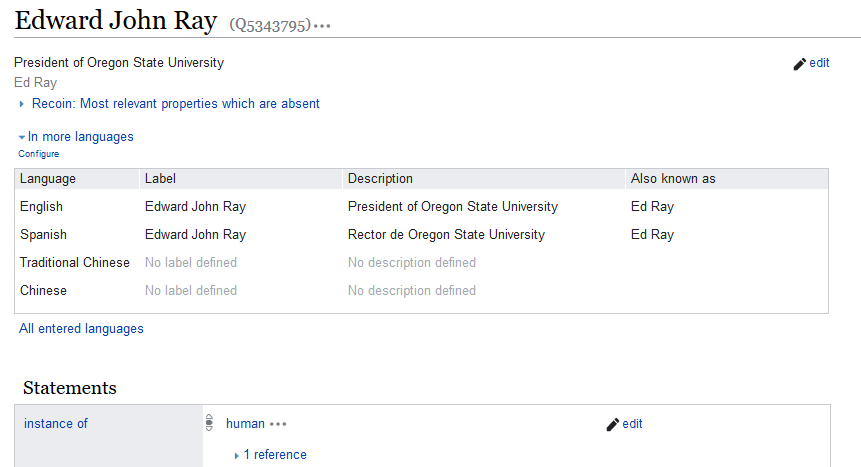 Edward John Ray (Q5343795)•••
President of Oregon State University edit
Ed Ray
Recoin: Most relevant properties which are absent
In more languages
Configure
Language Label Description Also known as
English Edward John Ray President of Oregon State University Ed Ray
Spanish Edward John Ray Rector de Oregon State University Ed Ray
Traditional Chinese No label defined No description defined
Chinese No label defined No description defined
All entered languages
Statements
instance of human ••• edit
1 reference